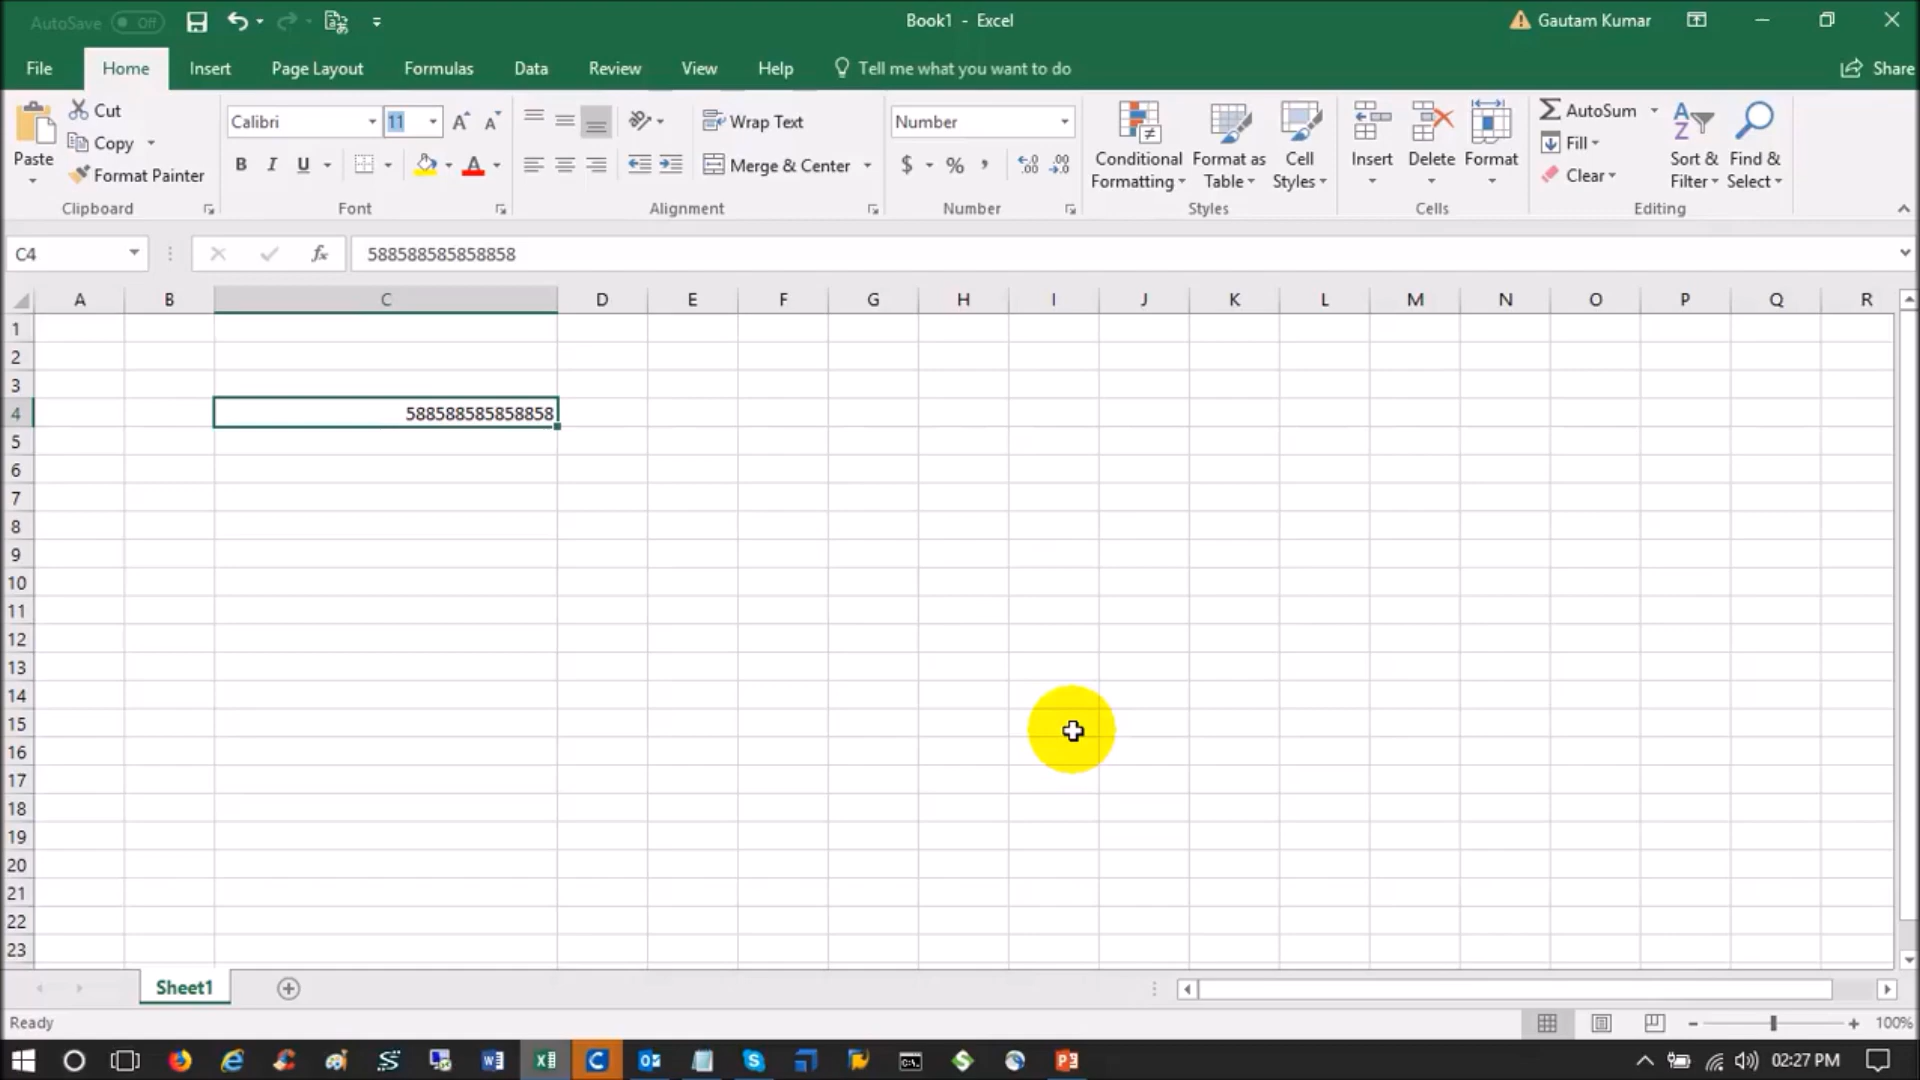 AutoSave Off
Book1 - Excel
Gautam Kumar
File Home Insert Page Layout Formulas Data Review View Help Tell me what you want to do Share
Paste
Cut
Copy
Format Painter
Clipboard
Calibri 11
B I U
Font
Wrap Text
Merge & Center
Alignment
Number
$ %
Number
Conditional Formatting
Format as Table
Cell Styles
Styles
Insert Delete Format
Cells
AutoSum
Fill
Clear
Sort & Filter
Find & Select
Editing
C4 fx 588588585858858
A B C D E F G H I J K L M N O P Q R
1
2
3
4 588588585858858
5
6
7
8
9
10
11
12
13
14
15
16
17
18
19
20
21
22
23
Sheet1
Ready 100%
02:27 PM